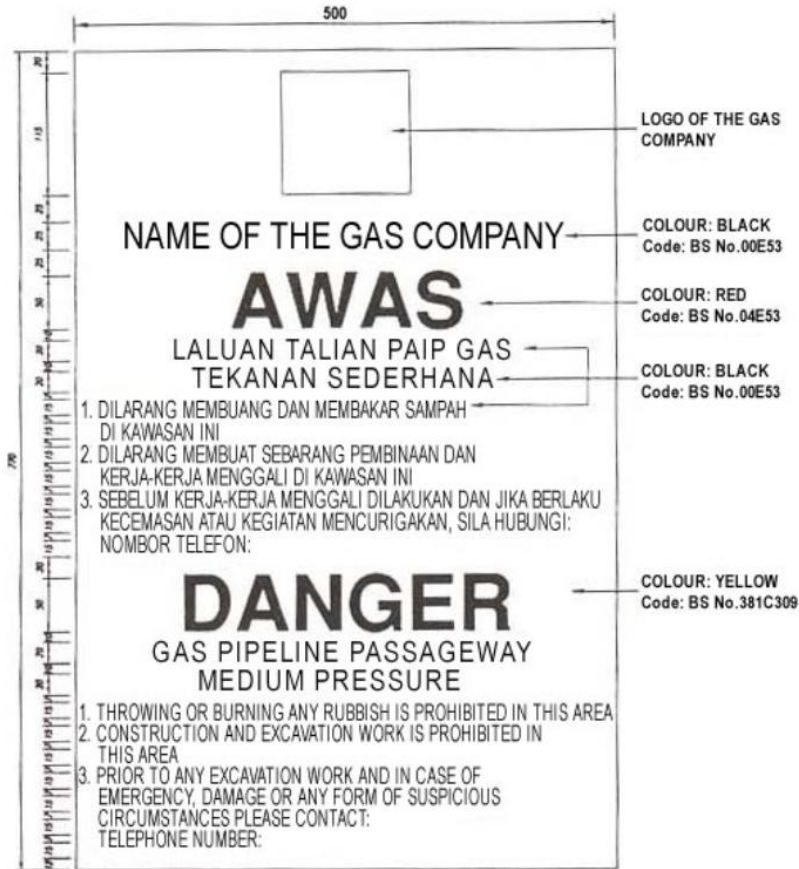 500
LOGO OF THE GAS
COMPANY
770
115
NAME OF THE GAS COMPANY
COLOUR: BLACK
Code: BS No.00E53
AWAS
COLOUR: RED
Code: BS No.04E53
LALUAN TALIAN PAIP GAS
TEKANAN SEDERHANA
COLOUR: BLACK
Code: BS No.00E53
1. DILARANG MEMBUANG DAN MEMBAKAR SAMPAH
DI KAWASAN INI
2. DILARANG MEMBUAT SEBARANG PEMBINAAN DAN
KERJA-KERJA MENGGALI DI KAWASAN INI
3. SEBELUM KERJA-KERJA MENGGALI DILAKUKAN DAN JIKA BERLAKU
KECEMASAN ATAU KEGIATAN MENCURIGAKAN, SILA HUBUNGI:
NOMBOR TELEFON:
DANGER
COLOUR: YELLOW
Code: BS No.381C309
GAS PIPELINE PASSAGEWAY
MEDIUM PRESSURE
1. THROWING OR BURNING ANY RUBBISH IS PROHIBITED IN THIS AREA
2. CONSTRUCTION AND EXCAVATION WORK IS PROHIBITED IN
THIS AREA
3. PRIOR TO ANY EXCAVATION WORK AND IN CASE OF
EMERGENCY, DAMAGE OR ANY FORM OF SUSPICIOUS
CIRCUMSTANCES PLEASE CONTACT:
TELEPHONE NUMBER: